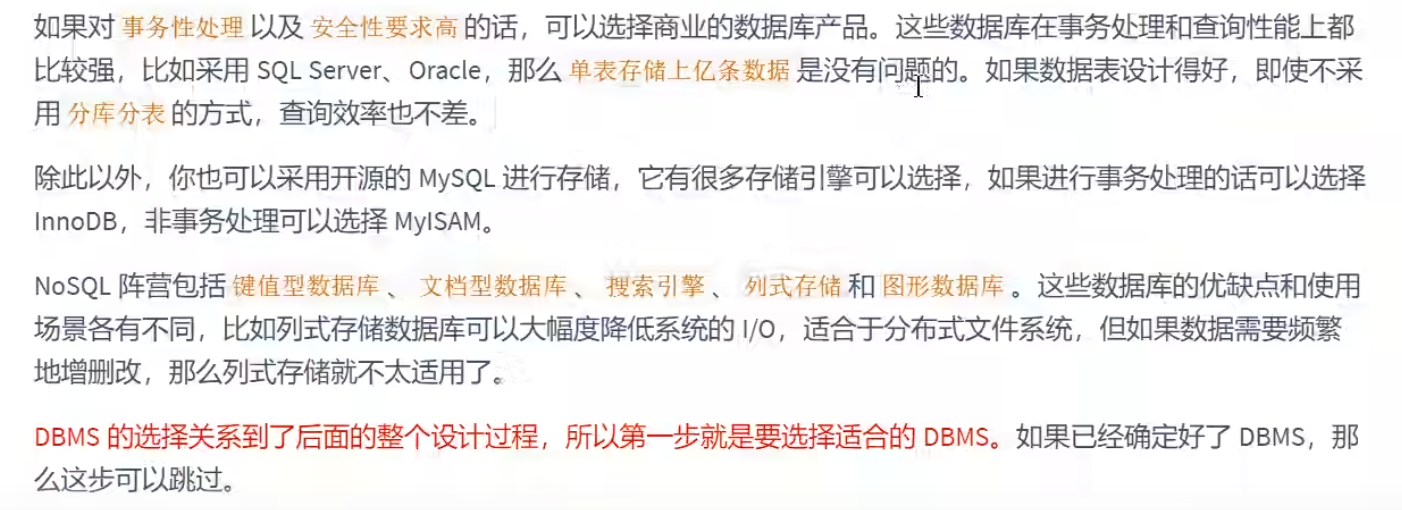 如果对 事务性处理 以及 安全性要求高 的话，可以选择商业的数据库产品。这些数据库在事务处理和查询性能上都
比较强，比如采用 SQL Server、Oracle，那么 单表存储上亿条数据 是没有问题的。如果数据表设计得好，即使不采
用 分库分表 的方式，查询效率也不差。
除此以外，你也可以采用开源的 MySQL 进行存储，它有很多存储引擎可以选择，如果进行事务处理的话可以选择
InnoDB，非事务处理可以选择 MyISAM。
NoSQL 阵营包括 键值型数据库 、 文档型数据库 、 搜索引擎 、 列式存储 和 图形数据库 。这些数据库的优缺点和使用
场景各有不同，比如列式存储数据库可以大幅度降低系统的 I/O，适合于分布式文件系统，但如果数据需要频繁
地增删改，那么列式存储就不太适用了。
DBMS 的选择关系到了后面的整个设计过程，所以第一步就是要选择适合的 DBMS。如果已经确定好了 DBMS，那
么这步可以跳过。